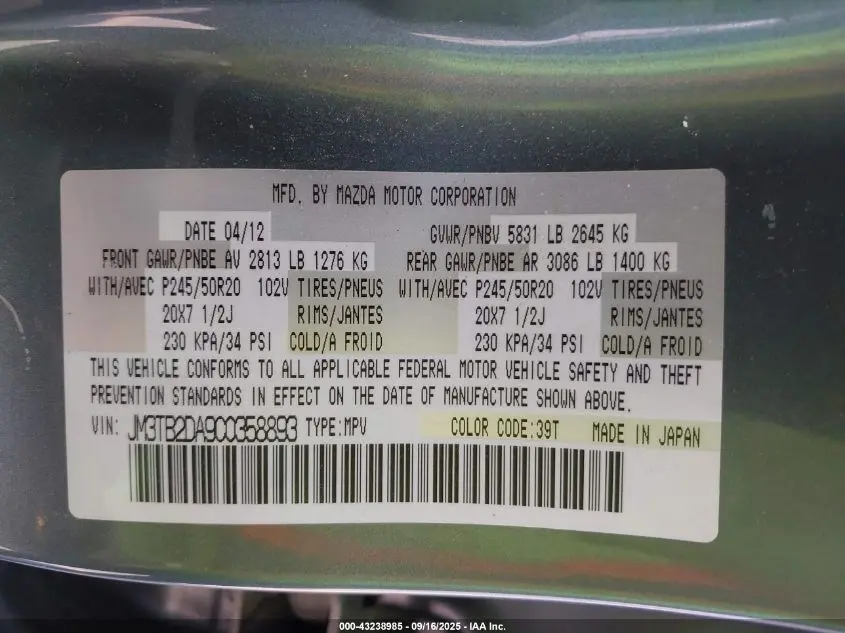 MFD. BY MAZDA MOTOR CORPORATION
DATE 04/12 GVWR/PNBV 5831 LB 2645 KG
FRONT GAWR/PNBE AV 2813 LB 1276 KG REAR GAWR/PNBE AR 3086 LB 1400 KG
WITH/AVEC P245/50R20 102V TIRES/PNEUS WITH/AVEC P245/50R20 102V TIRES/PNEUS
20X7 1/2J RIMS/JANTES 20X7 1/2J RIMS/JANTES
230 KPA/34 PSI COLD/A FROID 230 KPA/34 PSI COLD/A FROID
THIS VEHICLE CONFORMS TO ALL APPLICABLE FEDERAL MOTOR VEHICLE SAFETY AND THEFT
PREVENTION STANDARDS IN EFFECT ON THE DATE OF MANUFACTURE SHOWN ABOVE.
VIN: JM3TB2DA9C0358893 TYPE:MPV COLOR CODE:39T MADE IN JAPAN
000-43238985 - 09/16/2025 - IAA Inc.